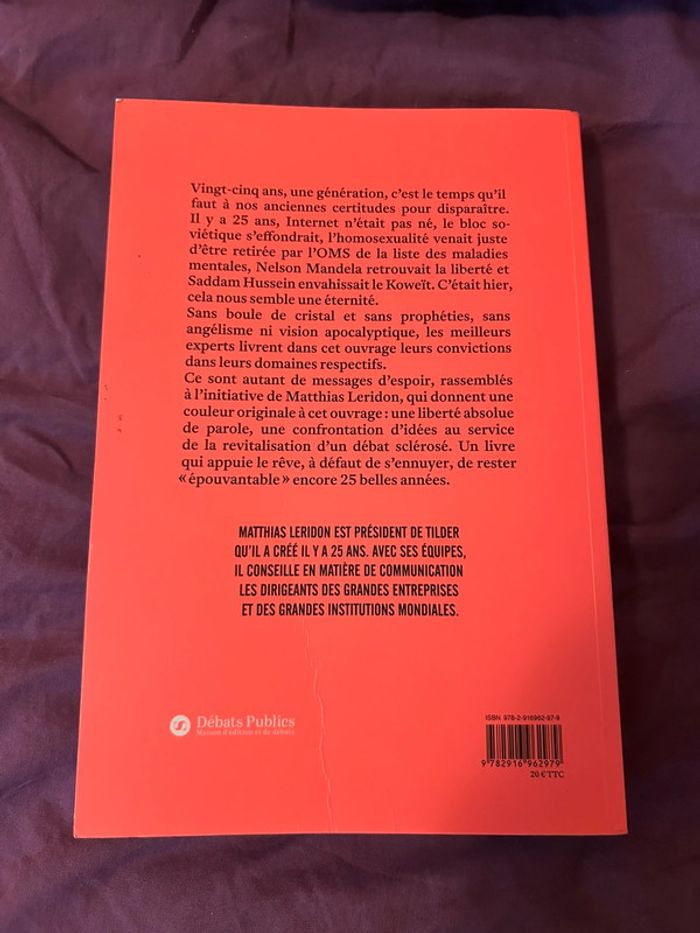 Vingt-cinq ans, une génération, c'est le temps qu'il
faut à nos anciennes certitudes pour disparaître.
Il y a 25 ans, Internet n'était pas né, le bloc so-
viétique s'effondrait, l'homosexualité venait juste
d'être retirée par l'OMS de la liste des maladies
mentales, Nelson Mandela retrouvait la liberté et
Saddam Hussein envahissait le Koweït. C'était hier,
cela nous semble une éternité.
Sans boule de cristal et sans prophéties, sans
angélisme ni vision apocalyptique, les meilleurs
experts livrent dans cet ouvrage leurs convictions
dans leurs domaines respectifs.
Ce sont autant de messages d'espoir, rassemblés
à l'initiative de Matthias Leridon, qui donnent une
couleur originale à cet ouvrage : une liberté absolue
de parole, une confrontation d'idées au service
de la revitalisation d'un débat sclérosé. Un livre
qui appuie le rêve, à défaut de s'ennuyer, de rester
« épouvantable » encore 25 belles années.
MATTHIAS LERIDON EST PRÉSIDENT DE TILDER
QU'IL A CRÉÉ IL Y A 25 ANS. AVEC SES ÉQUIPES,
IL CONSEILLE EN MATIÈRE DE COMMUNICATION
LES DIRIGEANTS DES GRANDES ENTREPRISES
ET DES GRANDES INSTITUTIONS MONDIALES.
Débats Publics
Maison d'édition et de débats
ISBN 978-2-916962-97-9
9 782916 962979
20 € TTC